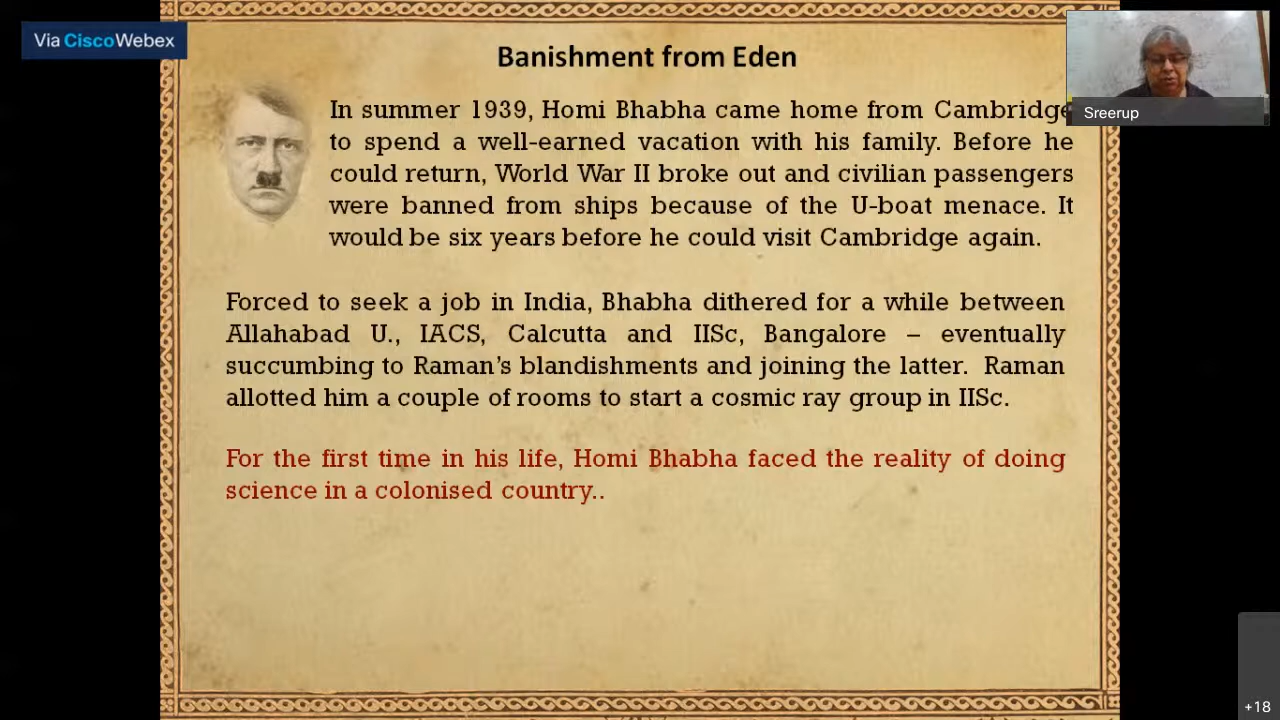 Via CiscoWebex
Banishment from Eden
Sreerup
In summer 1939, Homi Bhabha came home from Cambridge
to spend a well-earned vacation with his family. Before he
could return, World War II broke out and civilian passengers
were banned from ships because of the U-boat menace. It
would be six years before he could visit Cambridge again.
Forced to seek a job in India, Bhabha dithered for a while between
Allahabad U., IACS, Calcutta and IISc, Bangalore – eventually
succumbing to Raman's blandishments and joining the latter. Raman
allotted him a couple of rooms to start a cosmic ray group in IISc.
For the first time in his life, Homi Bhabha faced the reality of doing
science in a colonised country..
+18